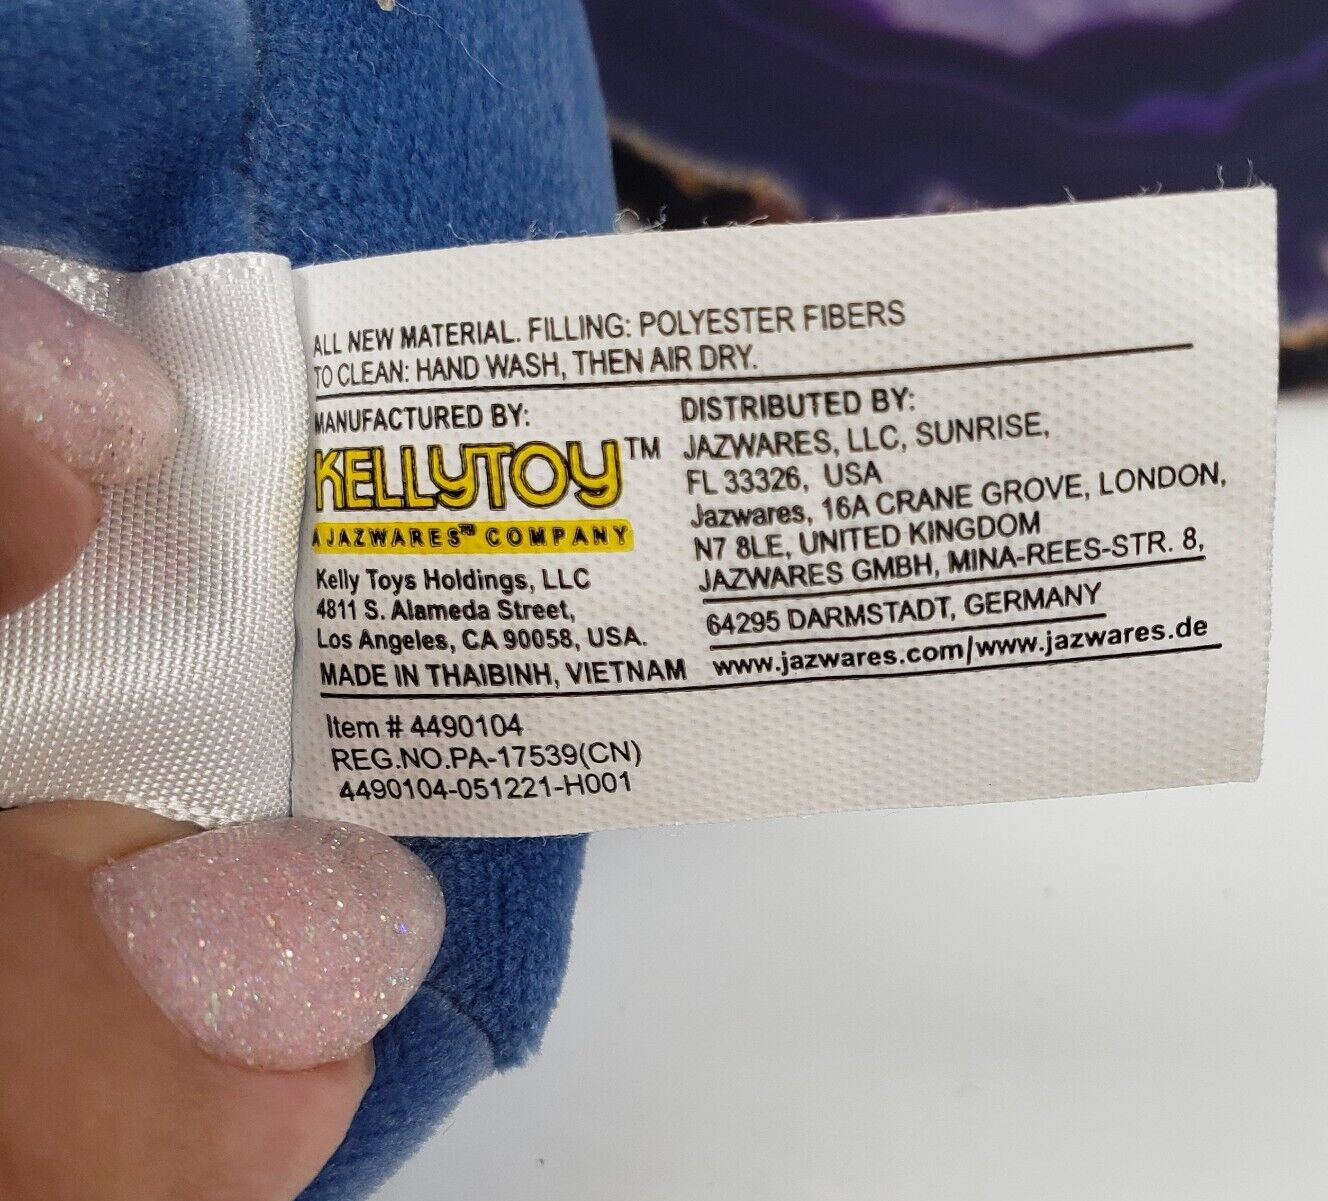 ALL NEW MATERIAL. FILLING: POLYESTER FIBERS
TO CLEAN: HAND WASH, THEN AIR DRY.
MANUFACTURED BY:
KELLYTOY™
A JAZWARES™ COMPANY
Kelly Toys Holdings, LLC
4811 S. Alameda Street,
Los Angeles, CA 90058, USA.
MADE IN THAIBINH, VIETNAM
DISTRIBUTED BY:
JAZWARES, LLC, SUNRISE,
FL 33326, USA
Jazwares, 16A CRANE GROVE, LONDON,
N7 8LE, UNITED KINGDOM
JAZWARES GMBH, MINA-REES-STR. 8,
64295 DARMSTADT, GERMANY
www.jazwares.com/www.jazwares.de
Item # 4490104
REG.NO.PA-17539(CN)
4490104-051221-H001